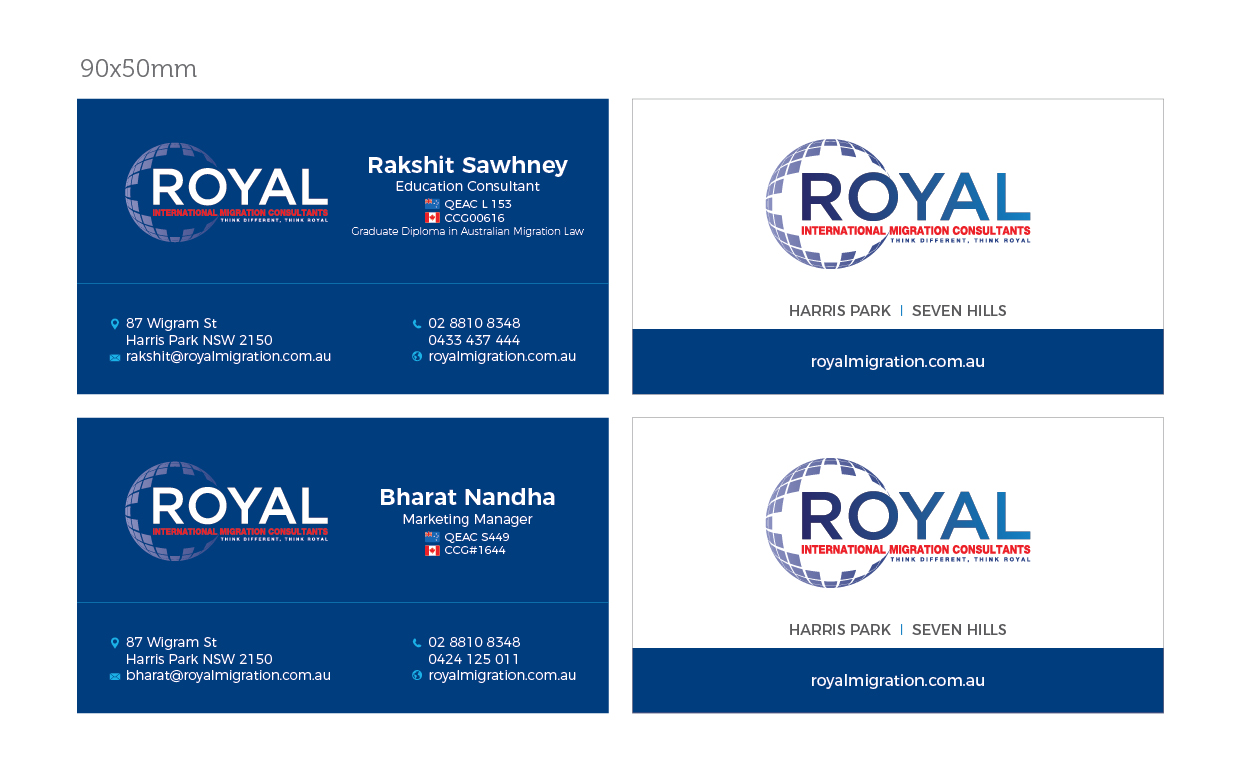 90x50mm
ROYAL
INTERNATIONAL MIGRATION CONSULTANTS
THINK DIFFERENT, THINK ROYAL
Rakshit Sawhney
Education Consultant
QEAC L 153
CCG00616
Graduate Diploma in Australian Migration Law
87 Wigram St
Harris Park NSW 2150
rakshit@royalmigration.com.au
02 8810 8348
0433 437 444
royalmigration.com.au
ROYAL
INTERNATIONAL MIGRATION CONSULTANTS
THINK DIFFERENT, THINK ROYAL
HARRIS PARK | SEVEN HILLS
royalmigration.com.au
ROYAL
INTERNATIONAL MIGRATION CONSULTANTS
THINK DIFFERENT, THINK ROYAL
Bharat Nandha
Marketing Manager
QEAC S449
CCG#1644
87 Wigram St
Harris Park NSW 2150
bharat@royalmigration.com.au
02 8810 8348
0424 125 011
royalmigration.com.au
ROYAL
INTERNATIONAL MIGRATION CONSULTANTS
THINK DIFFERENT, THINK ROYAL
HARRIS PARK | SEVEN HILLS
royalmigration.com.au